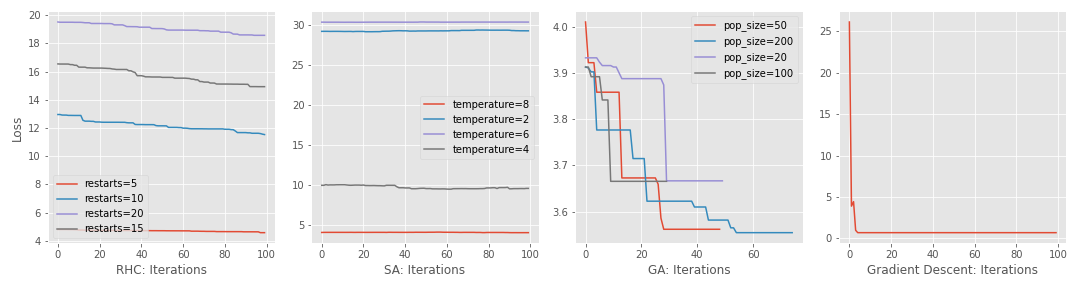 Loss
20
18
16
14
12
10
8
6
4
restarts=5
restarts=10
restarts=20
restarts=15
0 20 40 60 80 100
RHC: Iterations
30
25
20
15
10
5
temperature=8
temperature=2
temperature=6
temperature=4
0 20 40 60 80 100
SA: Iterations
4.0
3.9
3.8
3.7
3.6
pop_size=50
pop_size=200
pop_size=20
pop_size=100
0 20 40 60
GA: Iterations
25
20
15
10
5
0
0 20 40 60 80 100
Gradient Descent: Iterations